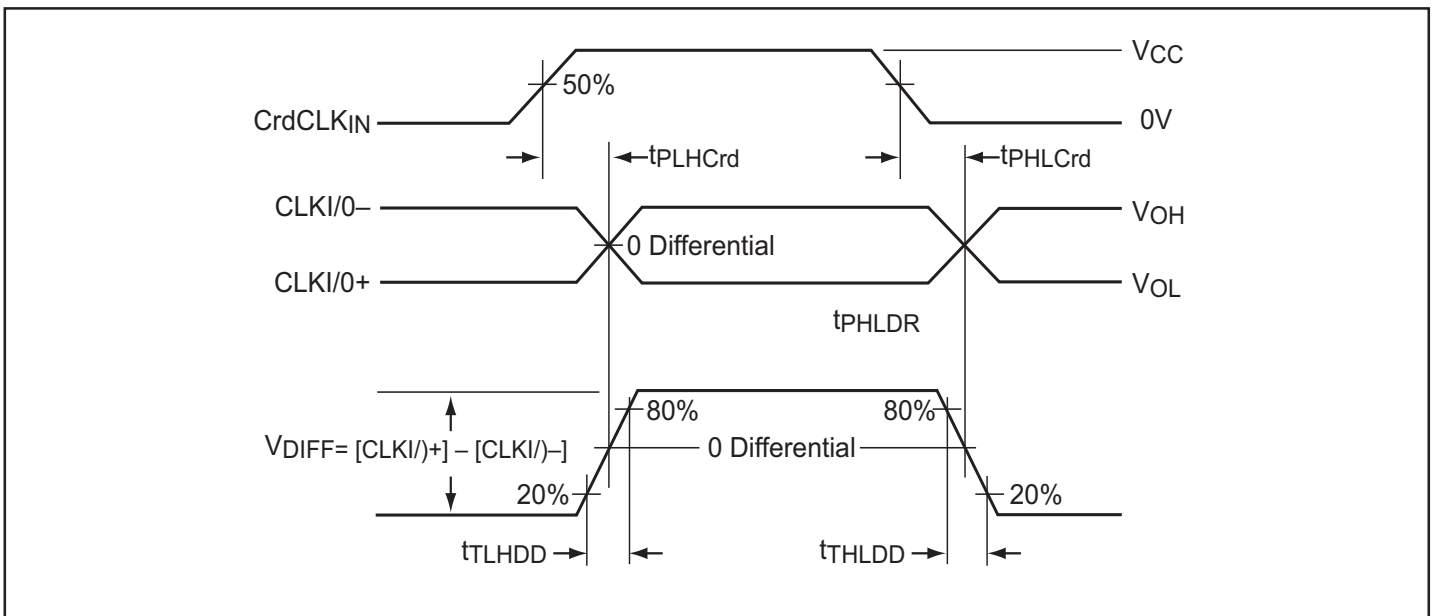 VCC
50%
CrdCLKIN
0V
tPLHCrd
tPHLCrd
CLKI/0–
VOH
0 Differential
CLKI/0+
VOL
tPHLDR
80%
80%
VDIFF= [CLKI/)+] – [CLKI/)–]
0 Differential
20%
20%
tTLHDD
tTHLDD